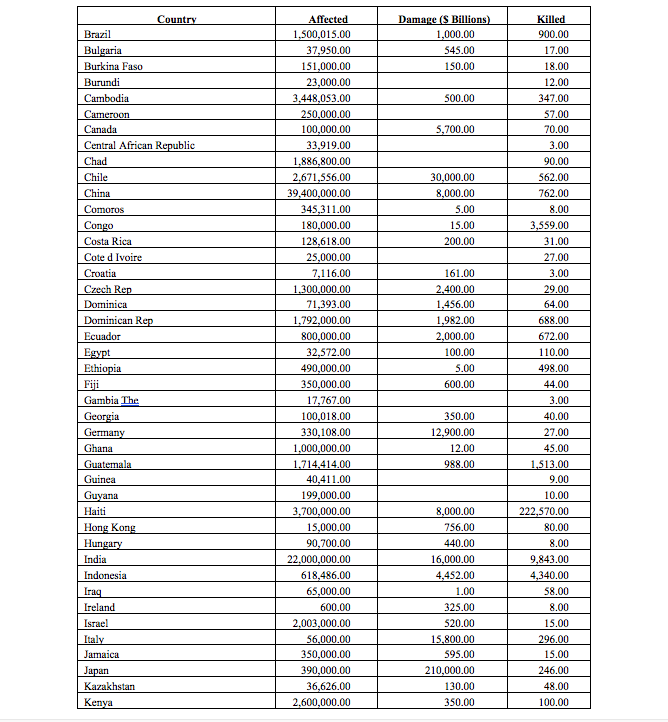 Country Affected Damage ($ Billions) Killed
Brazil 1,500,015.00 1,000.00 900.00
Bulgaria 37,950.00 545.00 17.00
Burkina Faso 151,000.00 150.00 18.00
Burundi 23,000.00 12.00
Cambodia 3,448,053.00 500.00 347.00
Cameroon 250,000.00 57.00
Canada 100,000.00 5,700.00 70.00
Central African Republic 33,919.00 3.00
Chad 1,886,800.00 90.00
Chile 2,671,556.00 30,000.00 562.00
China 39,400,000.00 8,000.00 762.00
Comoros 345,311.00 5.00 8.00
Congo 180,000.00 15.00 3,559.00
Costa Rica 128,618.00 200.00 31.00
Cote d Ivoire 25,000.00 27.00
Croatia 7,116.00 161.00 3.00
Czech Rep 1,300,000.00 2,400.00 29.00
Dominica 71,393.00 1,456.00 64.00
Dominican Rep 1,792,000.00 1,982.00 688.00
Ecuador 800,000.00 2,000.00 672.00
Egypt 32,572.00 100.00 110.00
Ethiopia 490,000.00 5.00 498.00
Fiji 350,000.00 600.00 44.00
Gambia The 17,767.00 3.00
Georgia 100,018.00 350.00 40.00
Germany 330,108.00 12,900.00 27.00
Ghana 1,000,000.00 12.00 45.00
Guatemala 1,714,414.00 988.00 1,513.00
Guinea 40,411.00 9.00
Guyana 199,000.00 10.00
Haiti 3,700,000.00 8,000.00 222,570.00
Hong Kong 15,000.00 756.00 80.00
Hungary 90,700.00 440.00 8.00
India 22,000,000.00 16,000.00 9,843.00
Indonesia 618,486.00 4,452.00 4,340.00
Iraq 65,000.00 1.00 58.00
Ireland 600.00 325.00 8.00
Israel 2,003,000.00 520.00 15.00
Italy 56,000.00 15,800.00 296.00
Jamaica 350,000.00 595.00 15.00
Japan 390,000.00 210,000.00 246.00
Kazakhstan 36,626.00 130.00 48.00
Kenya 2,600,000.00 350.00 100.00